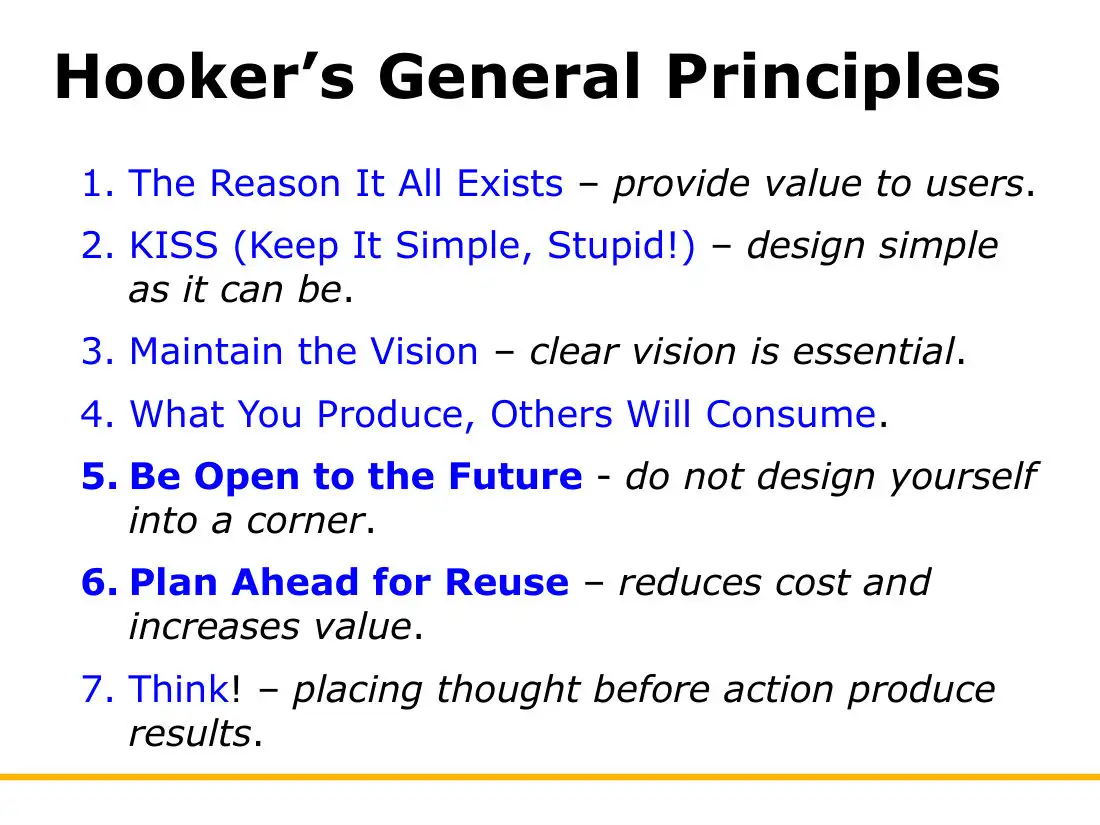 Hooker’s General Principles
1. The Reason It All Exists – provide value to users.
2. KISS (Keep It Simple, Stupid!) – design simple
as it can be.
3. Maintain the Vision – clear vision is essential.
4. What You Produce, Others Will Consume.
5. Be Open to the Future - do not design yourself
into a corner.
6. Plan Ahead for Reuse – reduces cost and
increases value.
7. Think! – placing thought before action produce
results.